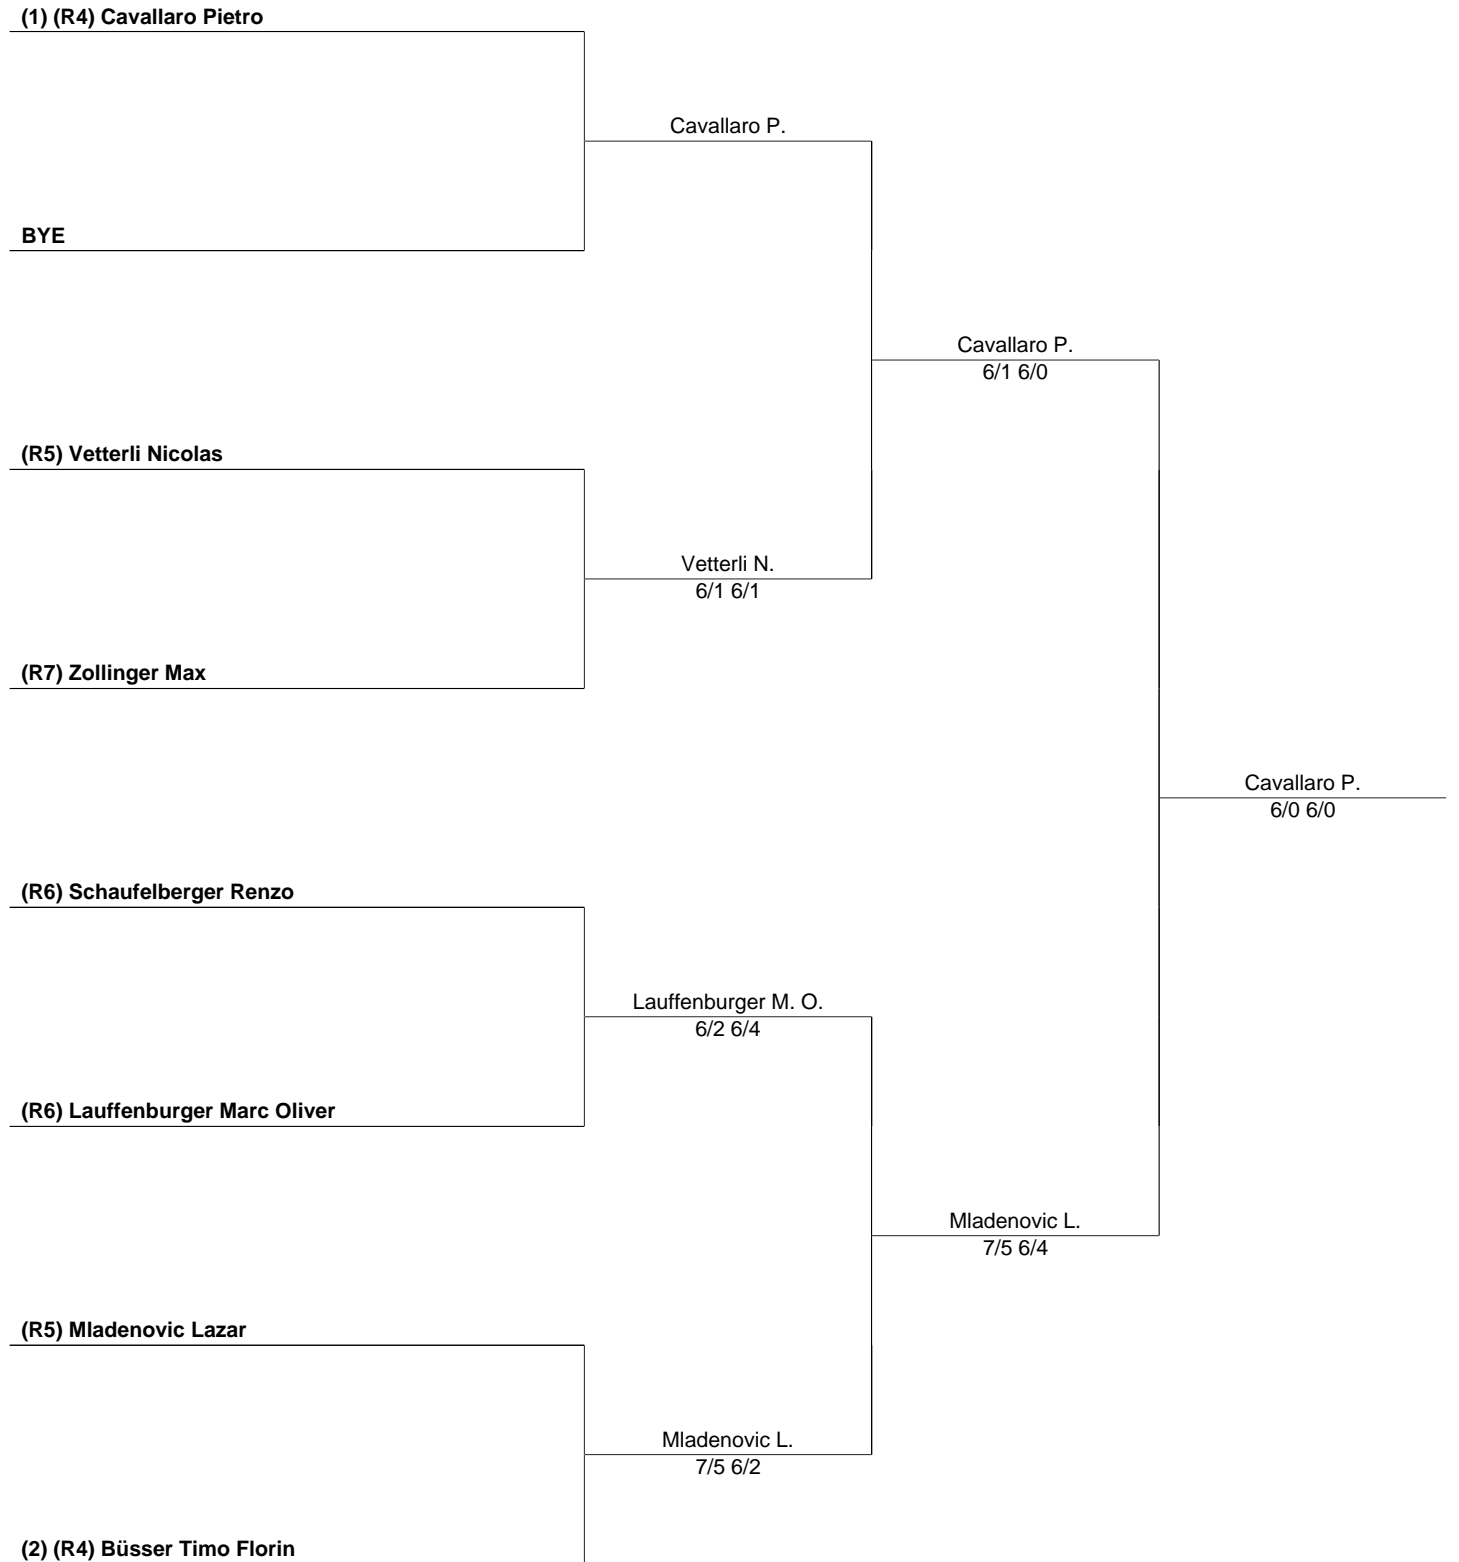 (1) (R4) Cavallaro Pietro
Cavallaro P.
BYE
Cavallaro P.
6/1 6/0
(R5) Vetterli Nicolas
Vetterli N.
6/1 6/1
(R7) Zollinger Max
Cavallaro P.
6/0 6/0
(R6) Schaufelberger Renzo
Lauffenburger M. O.
6/2 6/4
(R6) Lauffenburger Marc Oliver
Mladenovic L.
7/5 6/4
(R5) Mladenovic Lazar
Mladenovic L.
7/5 6/2
(2) (R4) Büsser Timo Florin